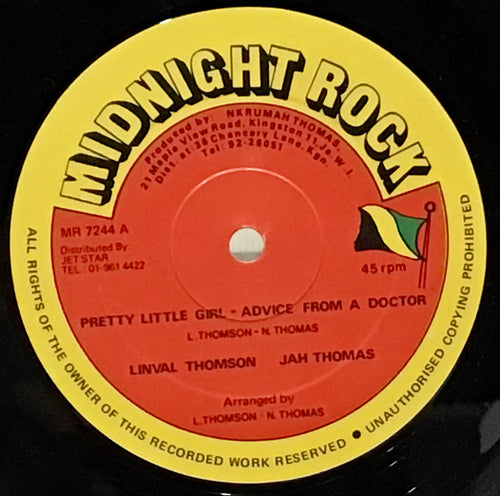 MIDNIGHT ROCK
Produced by: NKRUMAH THOMAS,
21 Maple View Road, Kingston 11, Ja, W. I.
Dist. at: 36 Chancery Lane, Kgn.
Tel: 92-28051
MR 7244 A
Distributed By:
JET STAR
TEL: 01-961 4422
45 rpm
PRETTY LITTLE GIRL - ADVICE FROM A DOCTOR
L. THOMSON - N. THOMAS
LINVAL THOMSON JAH THOMAS
Arranged by
L. THOMSON - N. THOMAS
ALL RIGHTS OF THE OWNER OF THIS RECORDED WORK RESERVED ● UNAUTHORISED COPYING PROHIBITED